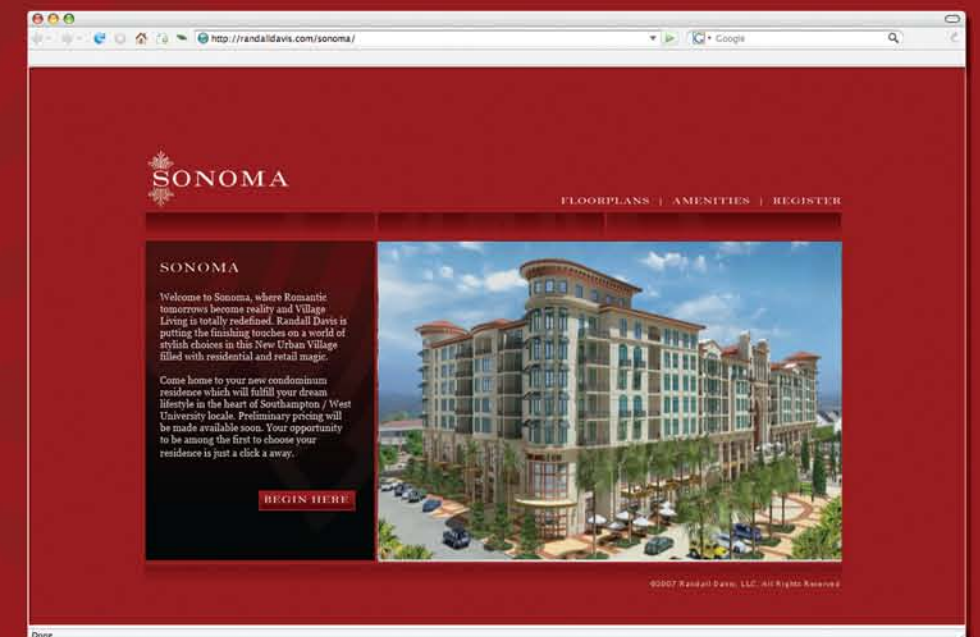 http://randalldavis.com/sonoma/
Google
SONOMA
FLOORPLANS | AMENITIES | REGISTER
SONOMA
Welcome to Sonoma, where Romantic
tomorrows become reality and Village
Living is totally redefined. Randall Davis is
putting the finishing touches on a world of
stylish choices in this New Urban Village
filled with residential and retail magic.
Come home to your new condominum
residence which will fulfill your dream
lifestyle in the heart of Southampton / West
University locale. Preliminary pricing will
be made available soon. Your opportunity
to be among the first to choose your
residence is just a click a away.
BEGIN HERE
©2007 Randall Davis, LLC. All Rights Reserved
Done